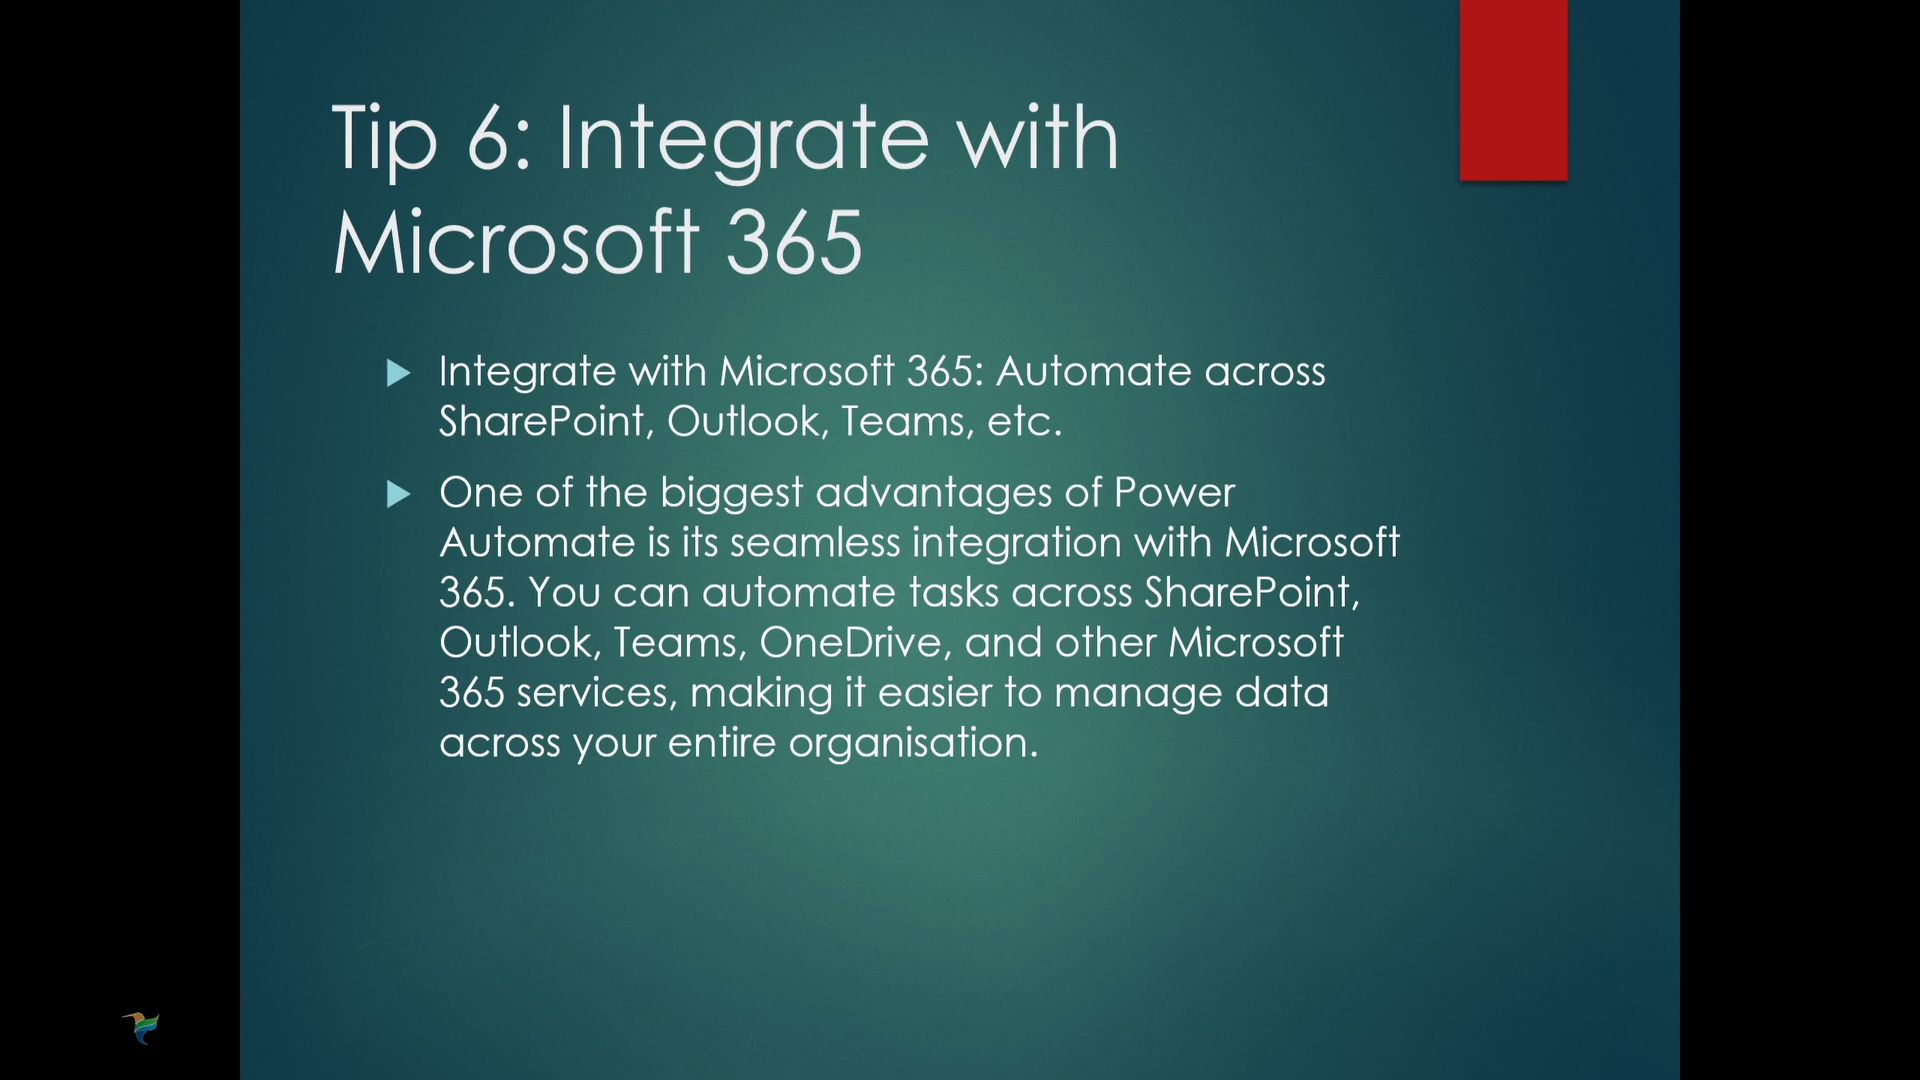 Tip 6: Integrate with
Microsoft 365
Integrate with Microsoft 365: Automate across
SharePoint, Outlook, Teams, etc.
One of the biggest advantages of Power
Automate is its seamless integration with Microsoft
365. You can automate tasks across SharePoint,
Outlook, Teams, OneDrive, and other Microsoft
365 services, making it easier to manage data
across your entire organisation.